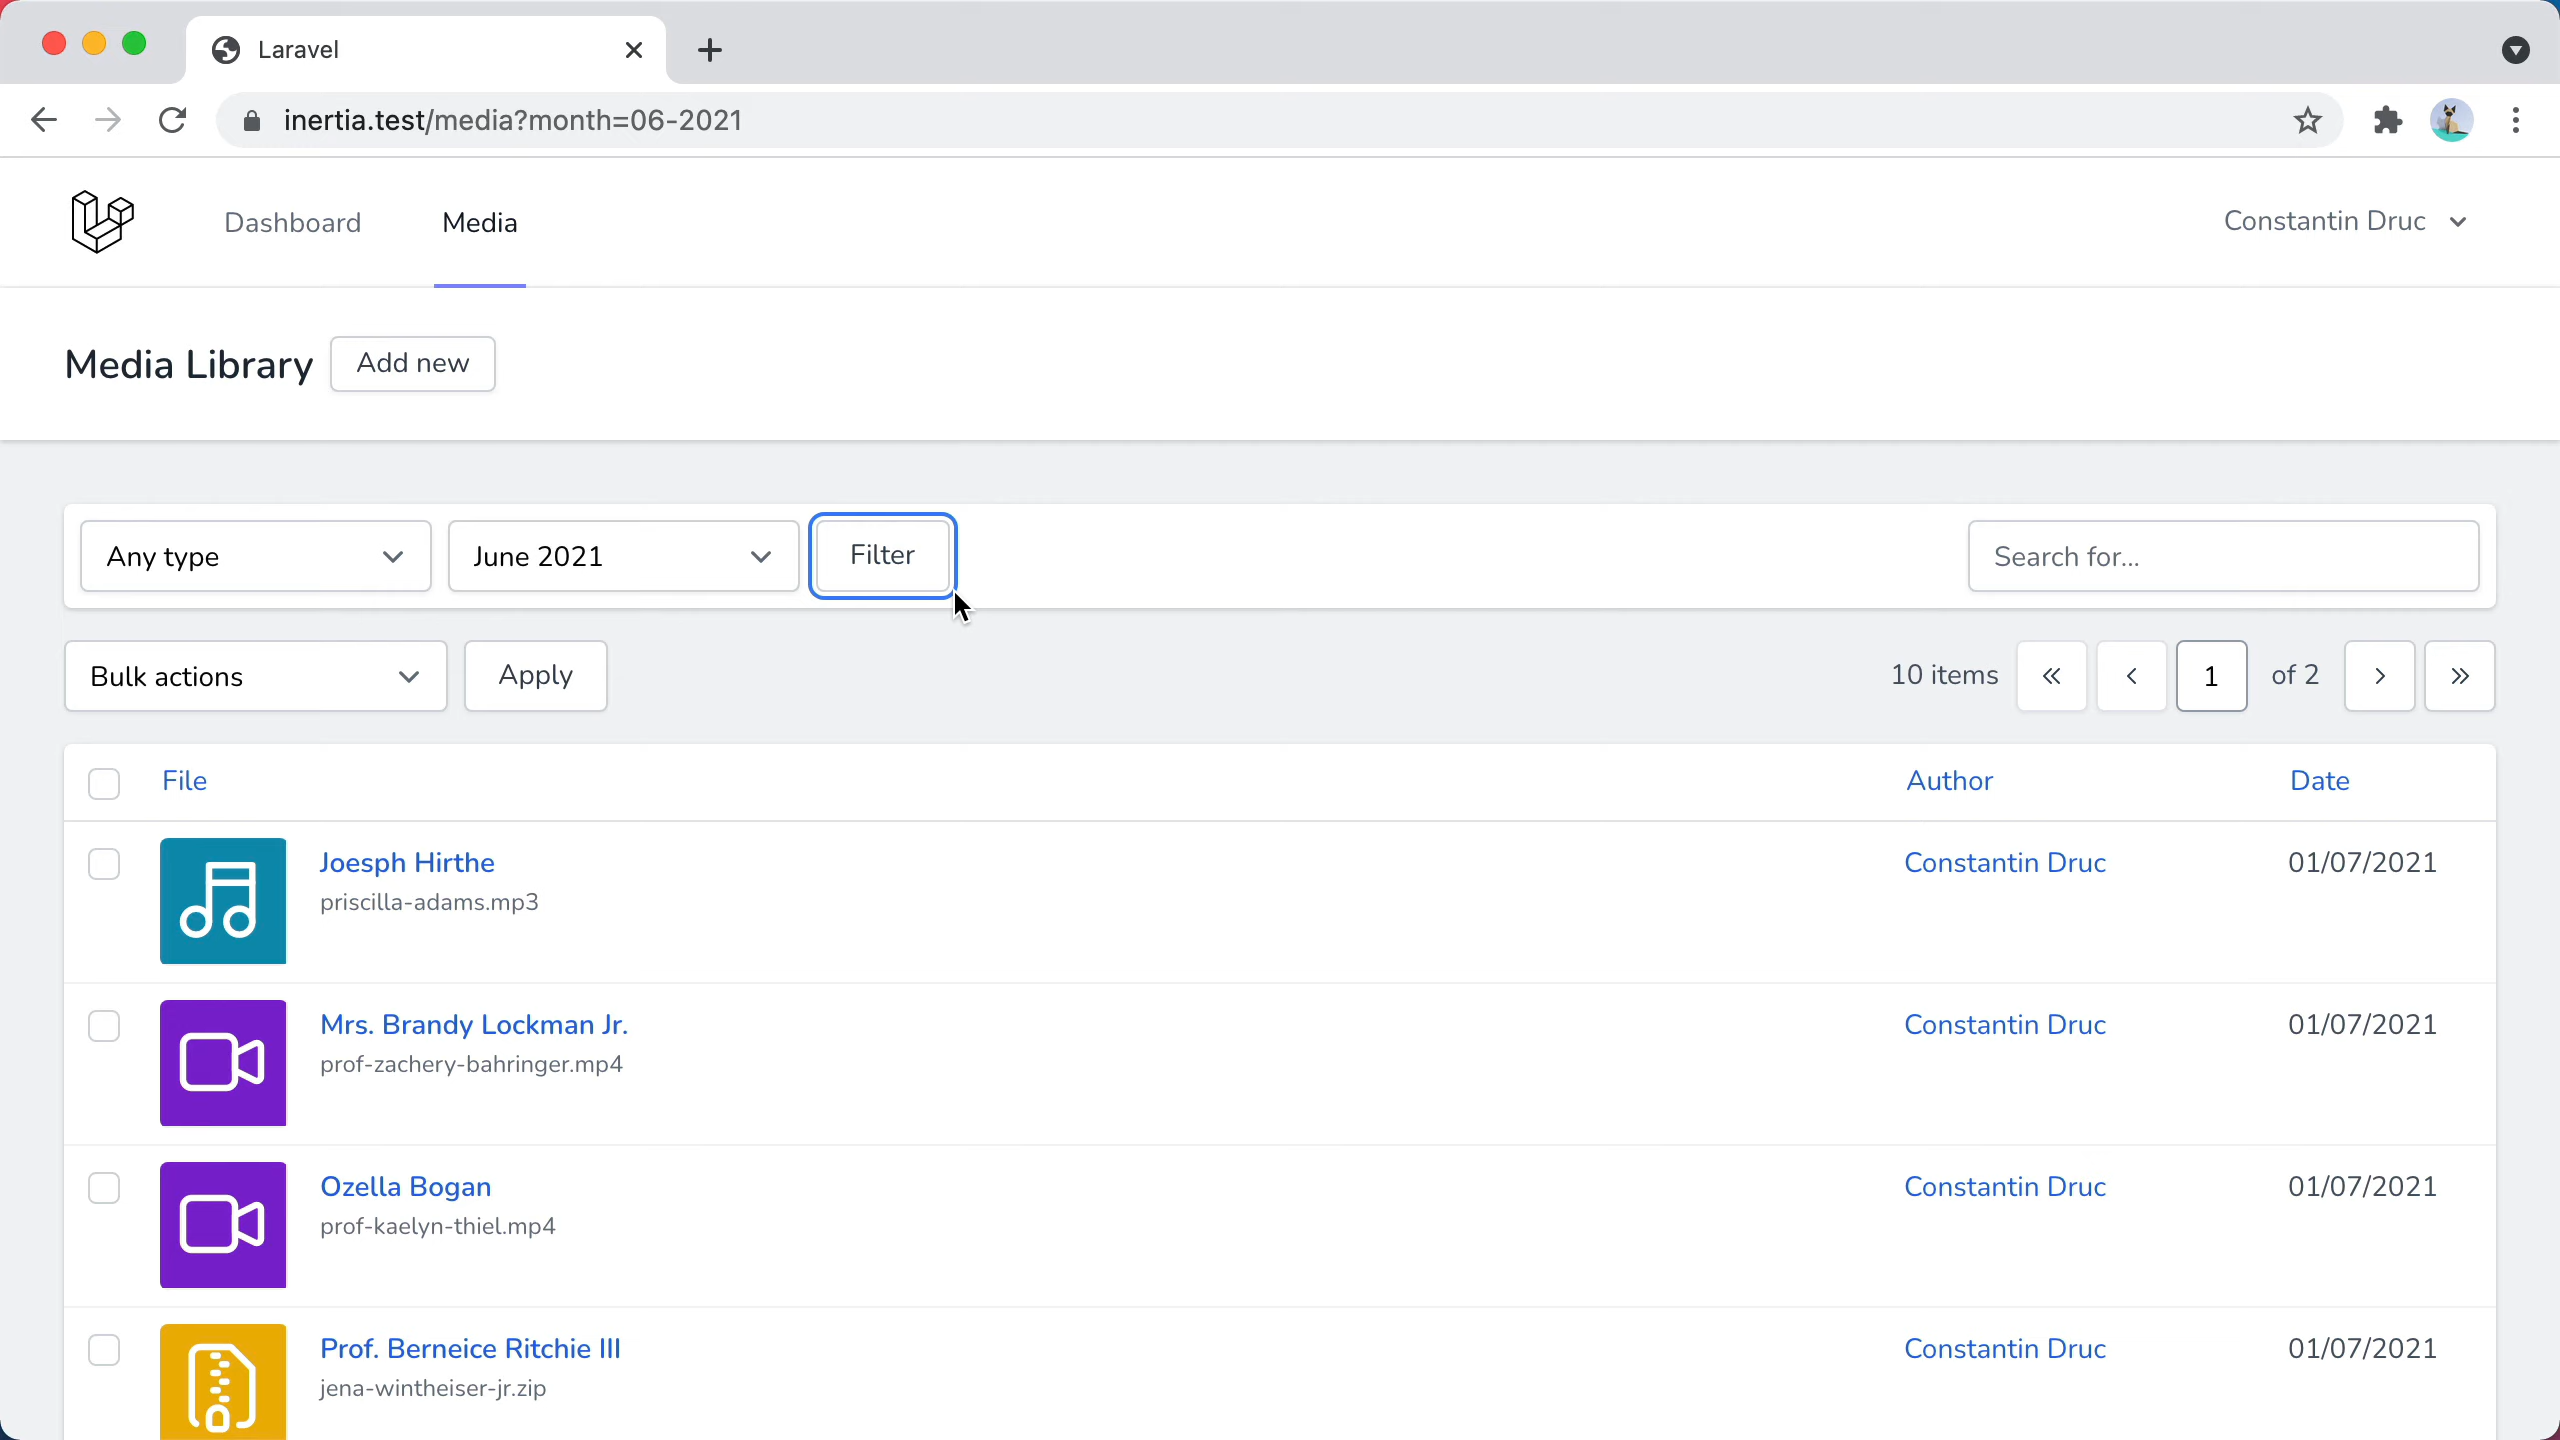 Laravel
inertia.test/media?month=06-2021
Dashboard
Media
Constantin Druc
Media Library
Add new
Any type
June 2021
Filter
Search for...
Bulk actions
Apply
10 items
1
of 2
File
Author
Date
Joesph Hirthe
Constantin Druc
01/07/2021
priscilla-adams.mp3
Mrs. Brandy Lockman Jr.
Constantin Druc
01/07/2021
prof-zachery-bahringer.mp4
Ozella Bogan
Constantin Druc
01/07/2021
prof-kaelyn-thiel.mp4
Prof. Berneice Ritchie III
Constantin Druc
01/07/2021
jena-wintheiser-jr.zip